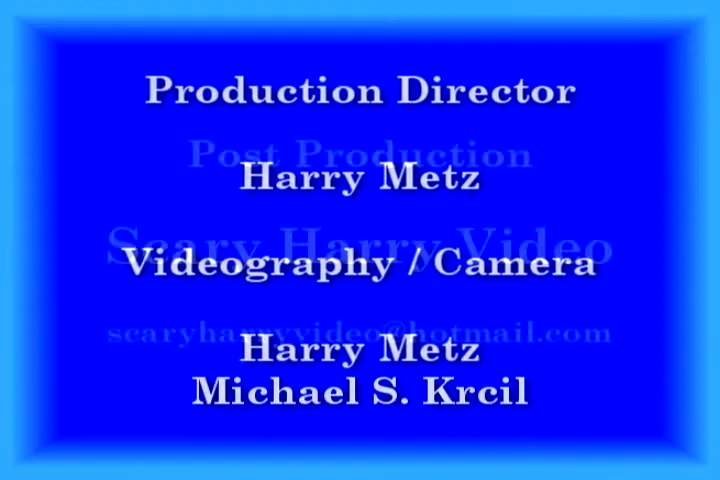 Production Director
Post Production
Harry Metz
Scary Harry Video
Videography / Camera
scaryharryvideo@hotmail.com
Harry Metz
Michael S. Krcil